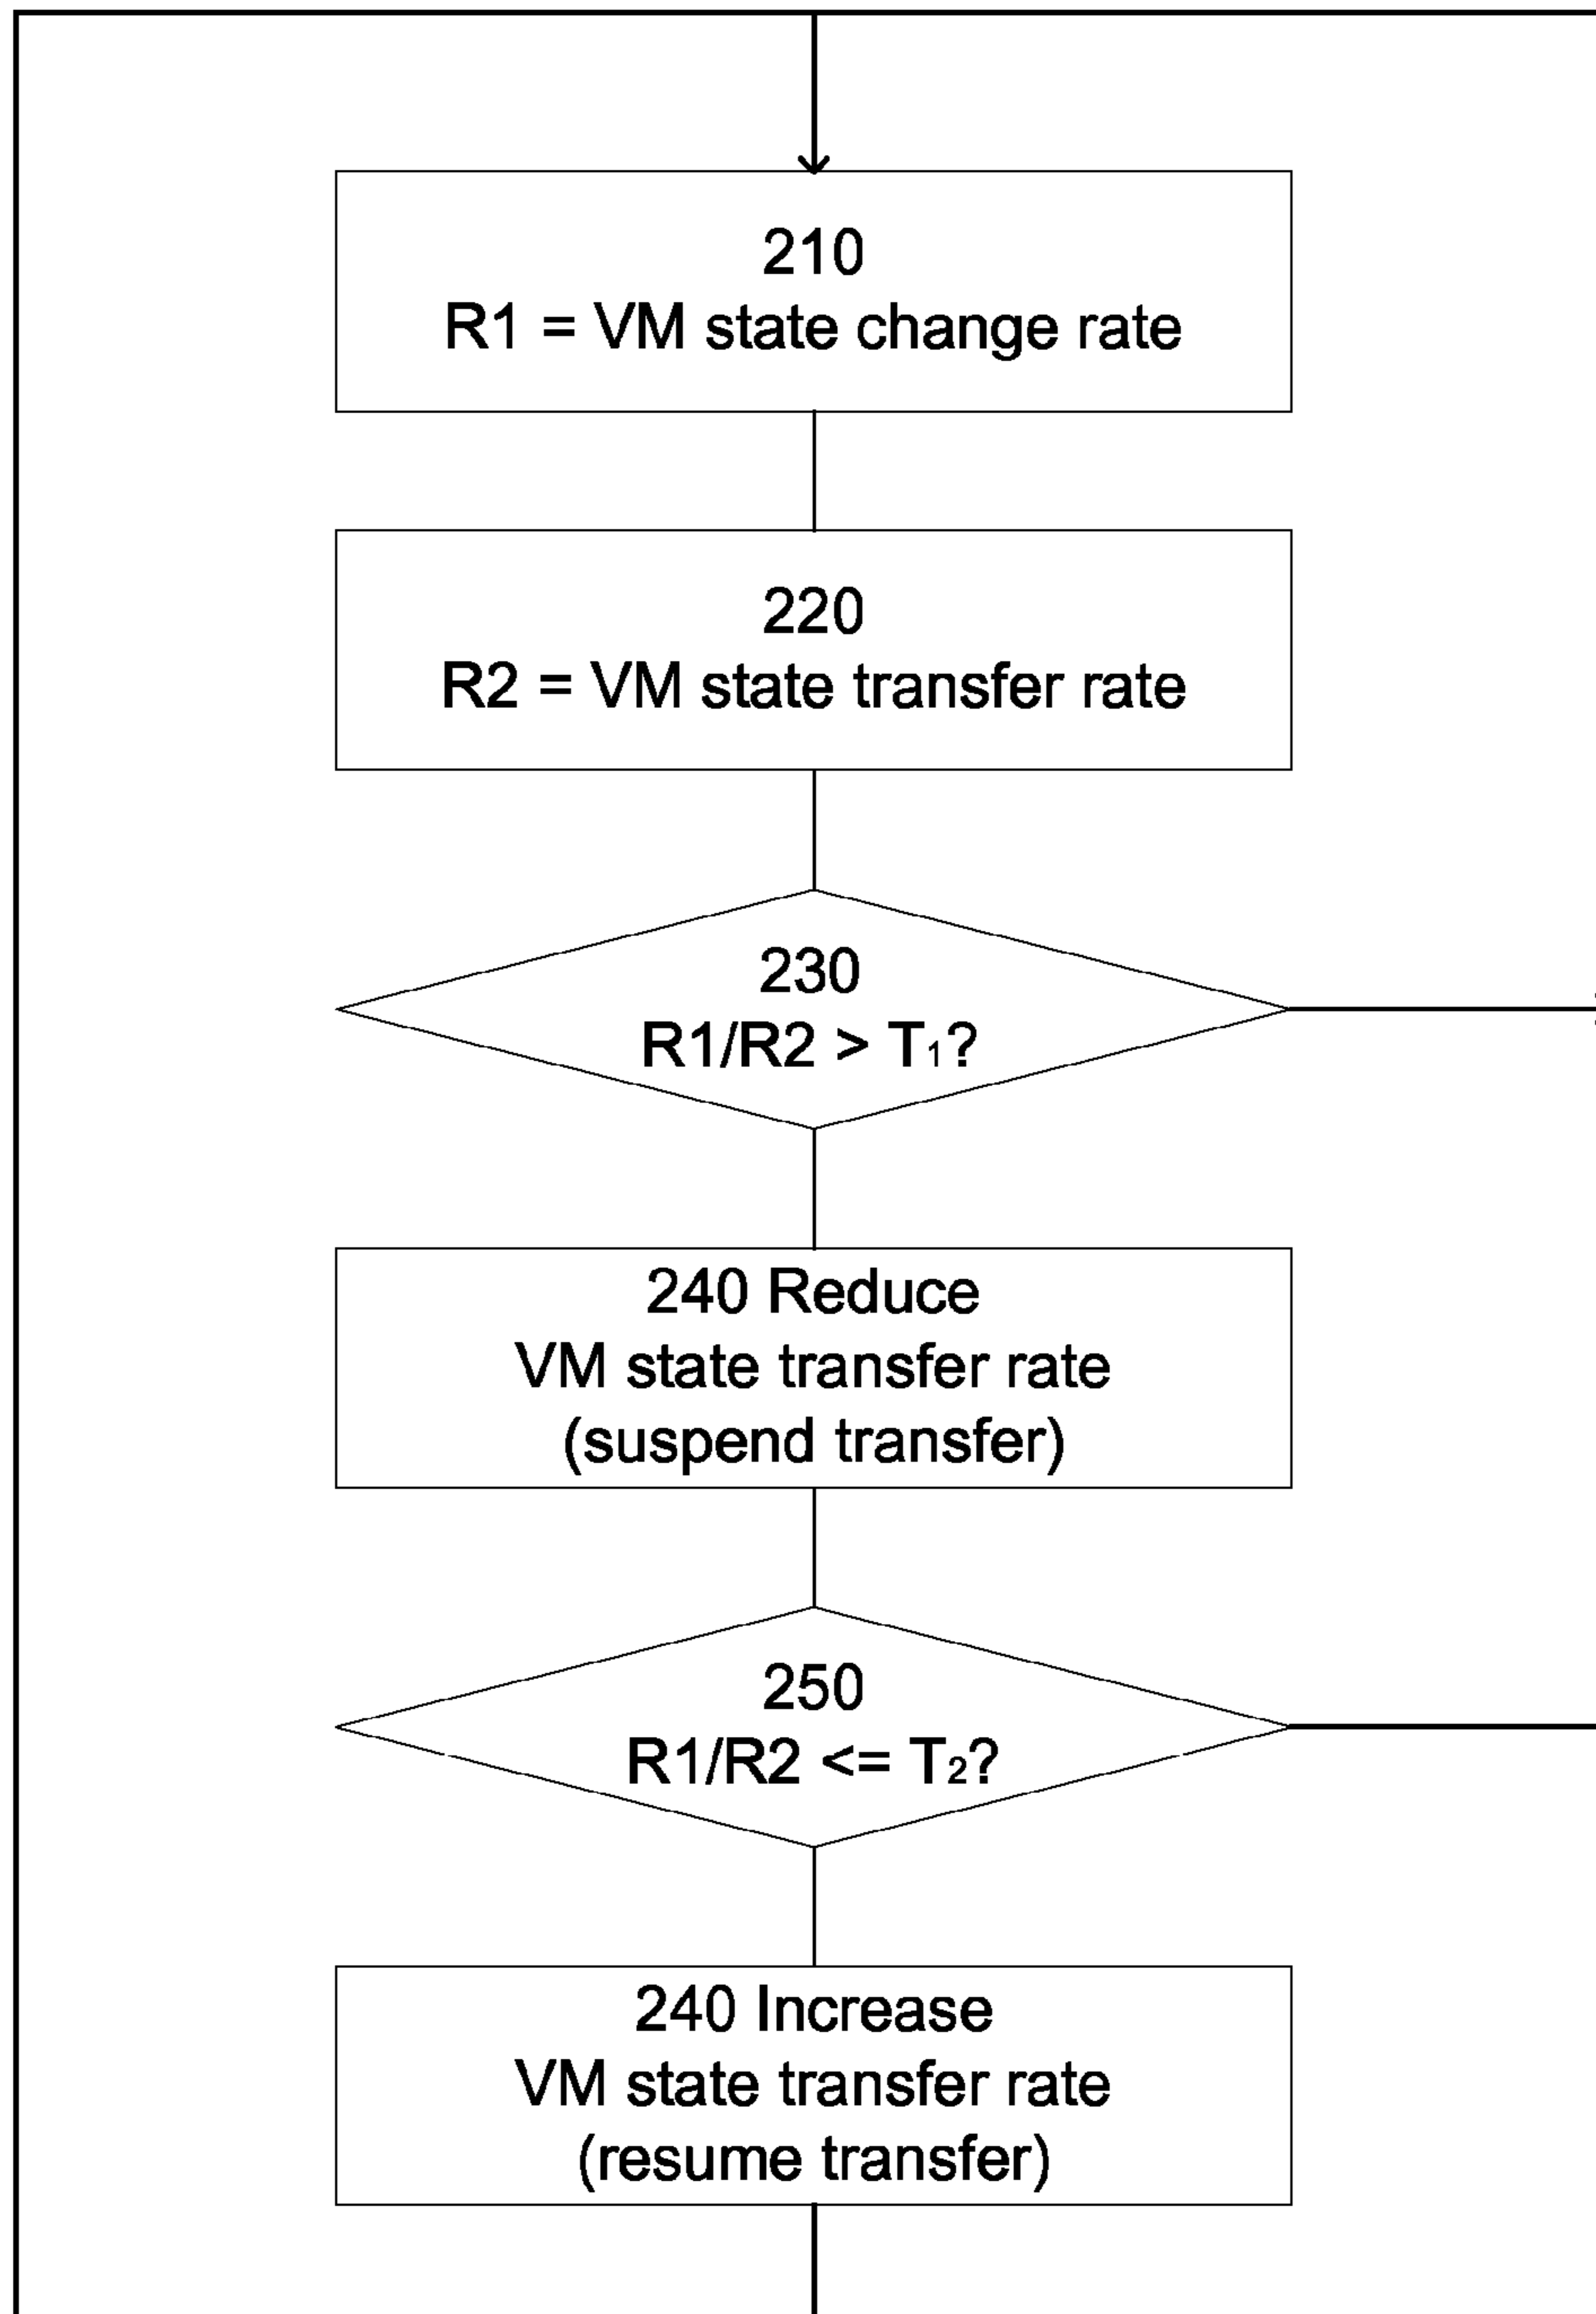 210
R1 = VM state change rate
220
R2 = VM state transfer rate
230
R1/R2 > T₁?
240 Reduce
VM state transfer rate
(suspend transfer)
250
R1/R2 <= T₂?
240 Increase
VM state transfer rate
(resume transfer)